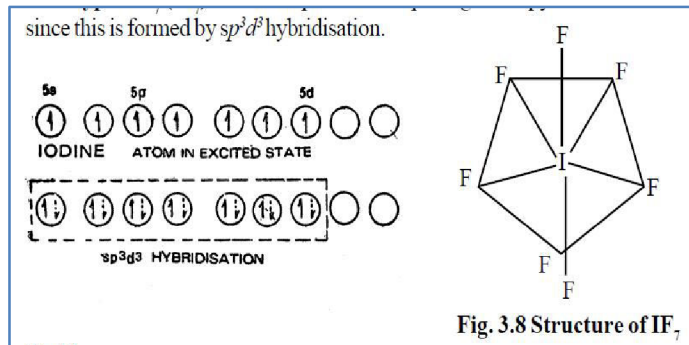 since this is formed by sp³d³ hybridisation.
5s 5p 5d
IODINE ATOM IN EXCITED STATE
sp³d³ HYBRIDISATION
F
F F
I
F F
F
F
Fig. 3.8 Structure of IF₇